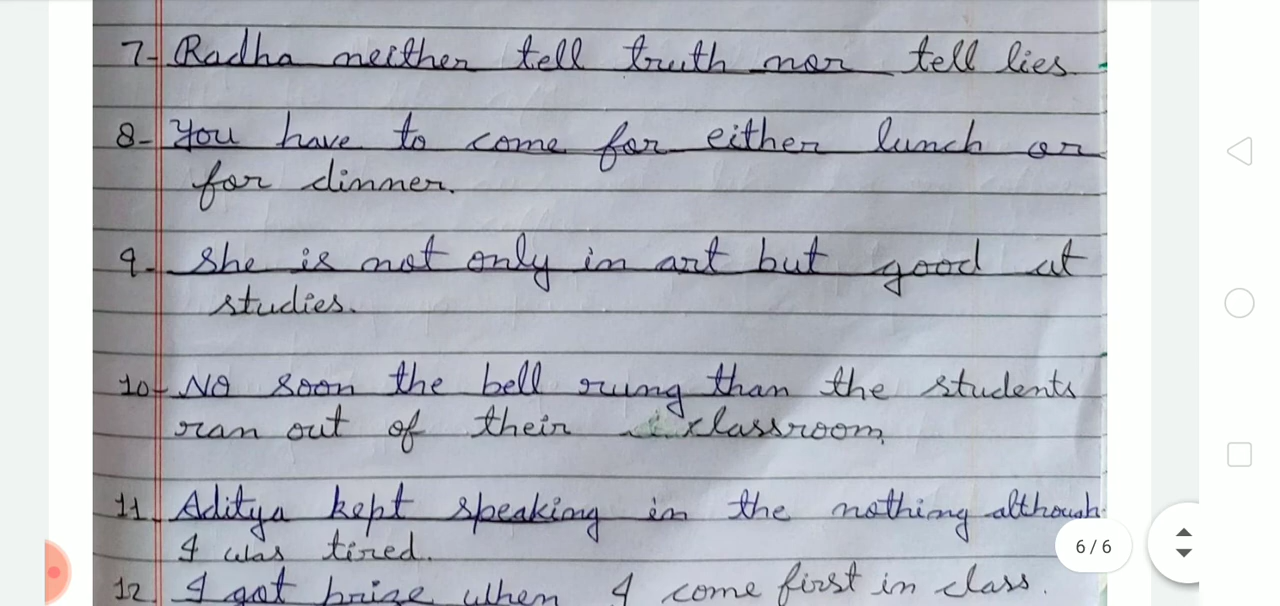 7- Radha neither tell truth nor tell lies
8- You have to come for either lunch or
for dinner.
9- She is not only in art but good at
studies.
10- No soon the bell rung than the students
ran out of their classroom.
11. Aditya kept speaking in the nothing although
I was tired.
6/6
12. I got prize when I come first in class.